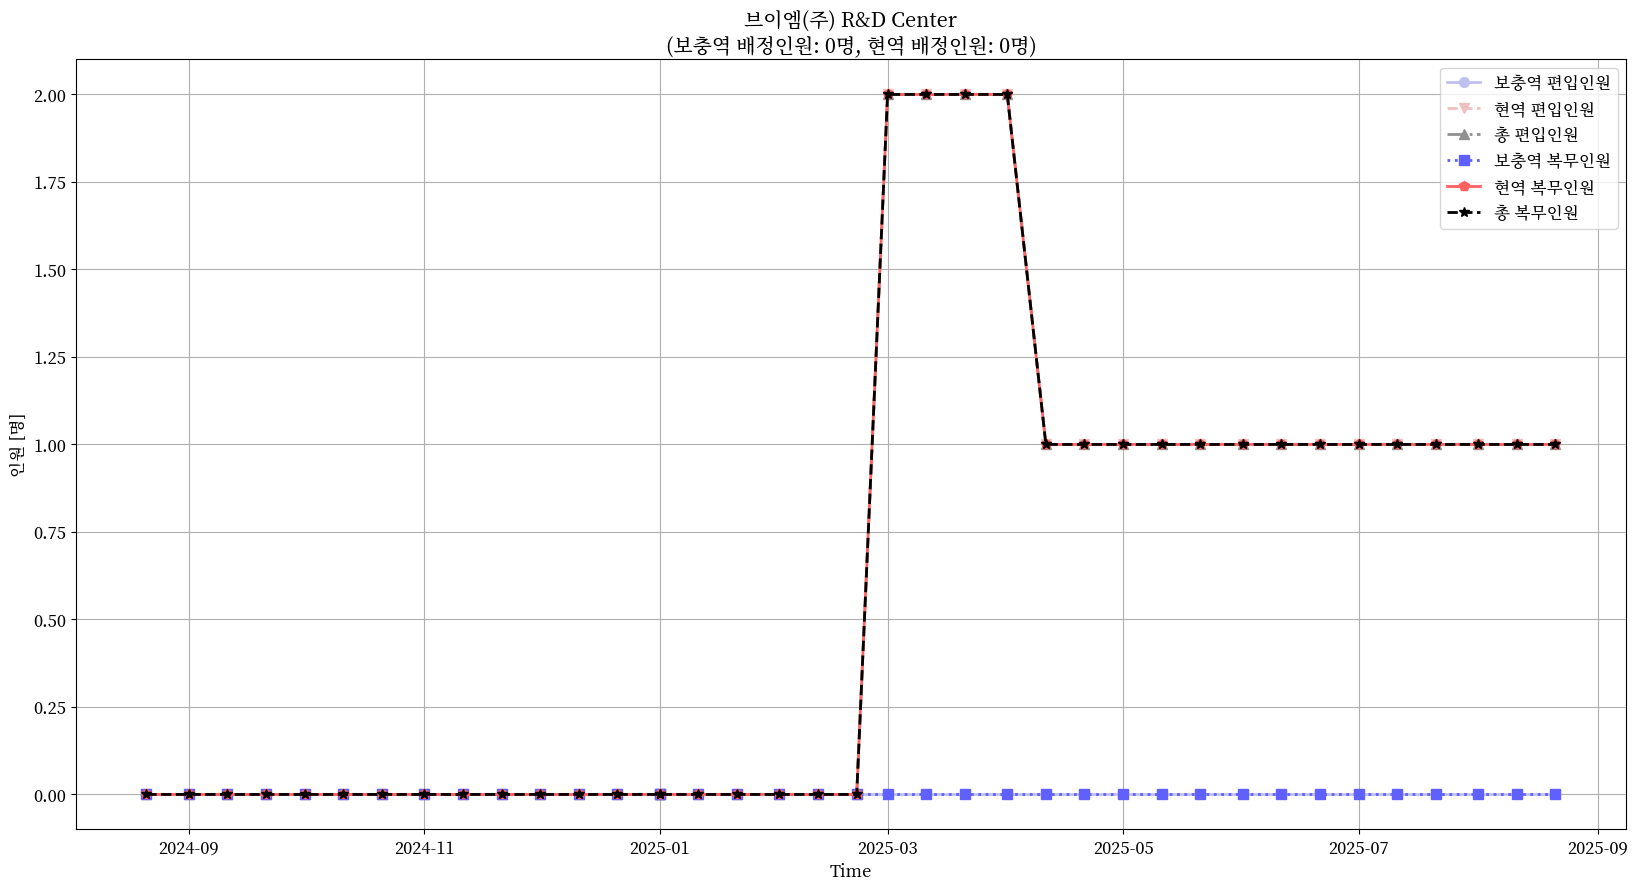 브이엠(주) R&D Center
(보충역 배정인원: 0명, 현역 배정인원: 0명)
보충역 편입인원
현역 편입인원
총 편입인원
보충역 복무인원
현역 복무인원
총 복무인원
2.00
1.75
1.50
1.25
1.00
0.75
0.50
0.25
0.00
인원 [명]
2024-09
2024-11
2025-01
2025-03
2025-05
2025-07
2025-09
Time